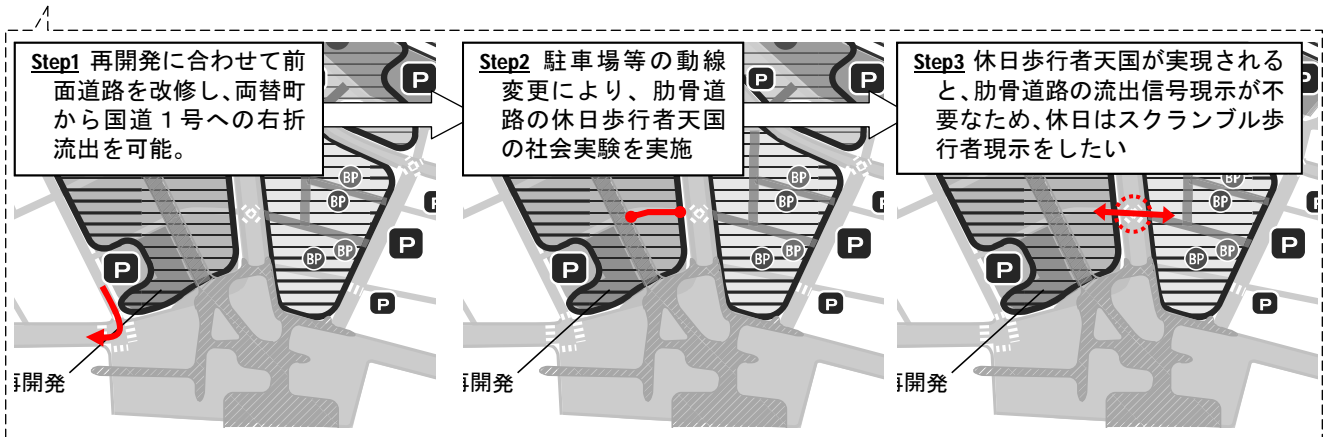 Step1 再開発に合わせて前
面道路を改修し、両替町
から国道１号への右折
流出を可能。
Step2 駐車場等の動線
変更により、肋骨道
路の休日歩行者天国
の社会実験を実施
Step3 休日歩行者天国が実現される
と、肋骨道路の流出信号現示が不
要なため、休日はスクランブル歩
行者現示をしたい
P
P
P
BP
BP
BP
BP
P
P
P
再開発
P
P
BP
BP
BP
BP
P
P
P
再開発
BP
BP
BP
BP
P
P
P
P
再開発